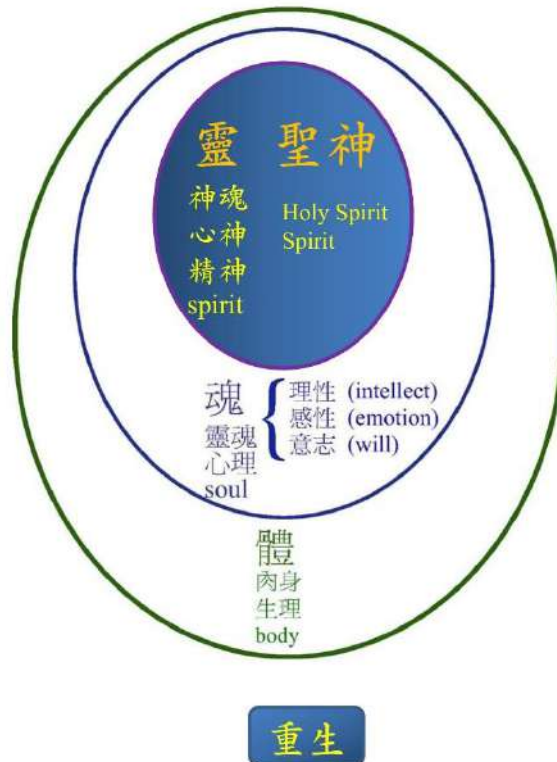 靈 聖神
神魂
心神
精神
spirit
Holy Spirit
Spirit
魂
靈魂
心理
soul
理性 (intellect)
感性 (emotion)
意志 (will)
體
肉身
生理
body
重生